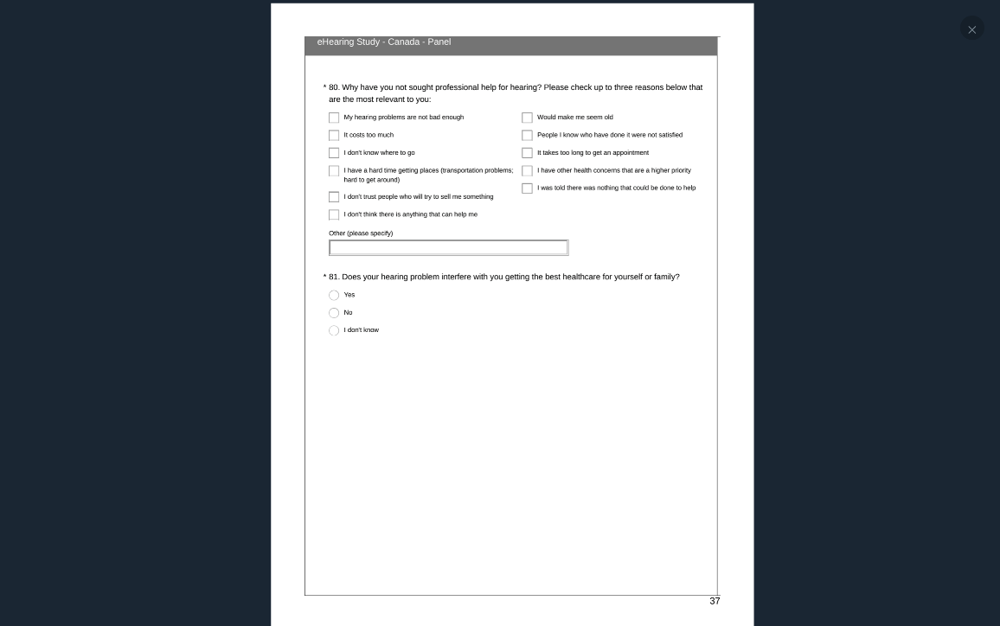 eHearing Study - Canada - Panel
* 80. Why have you not sought professional help for hearing? Please check up to three reasons below that
are the most relevant to you:
My hearing problems are not bad enough
It costs too much
I don't know where to go
I have a hard time getting places (transportation problems;
hard to get around)
I don't trust people who will try to sell me something
I don't think there is anything that can help me
Would make me seem old
People I know who have done it were not satisfied
It takes too long to get an appointment
I have other health concerns that are a higher priority
I was told there was nothing that could be done to help
Other (please specify)
* 81. Does your hearing problem interfere with you getting the best healthcare for yourself or family?
Yes
No
I don't know
37